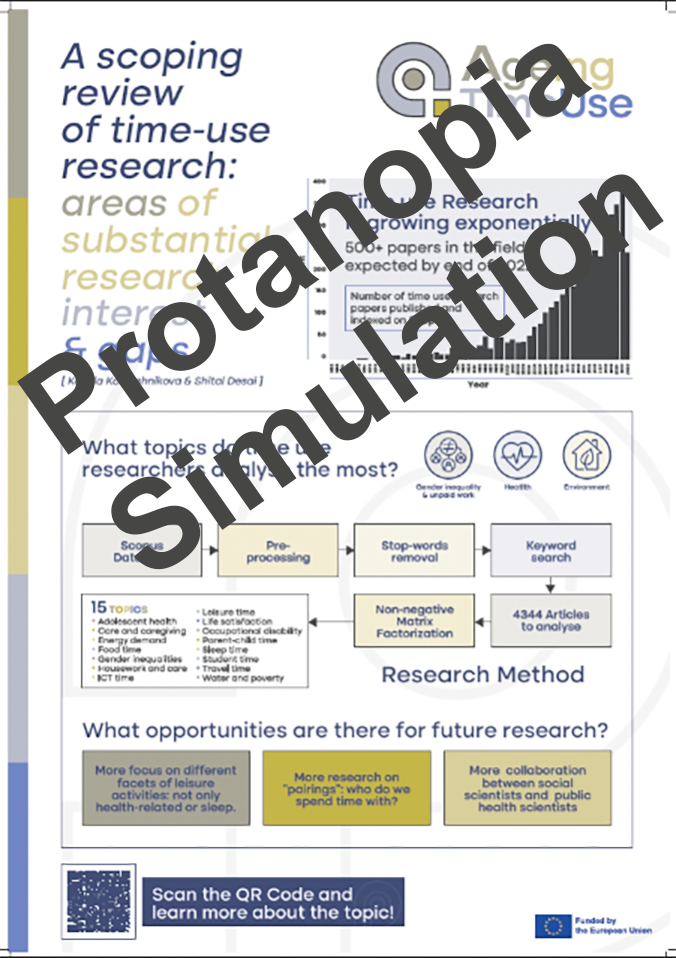 A scoping
review
of time-use
research:
areas of
substantial
research
interest
& gaps
& Shital Desai ]
Ageing
TimeUse
Protanopia
Simulation
Time use Research
is growing exponentially
500+ papers in the field
expected by end of
Number of time use research
papers published and
indexed on
400
200
150
100
50
0
Year
What topics do time use
researchers analyse the most?
Gender inequality
& unpaid work
Health
Environment
Scopus
Pre-
processing
Stop-words
removal
Keyword
search
15 TOPICS
• Adolescent health
• Care and caregiving
• Energy demand
• Food time
• Gender inequalities
• Housework and care
• ICT time
• Leisure time
• Life satisfaction
• Occupational disability
• Parent-child time
• Sleep time
• Student time
• Travel time
• Water and poverty
Non-negative
Matrix
Factorization
4344 Articles
to analyse
Research Method
What opportunities are there for future research?
More focus on different
facets of leisure
activities: not only
health-related or sleep.
More research on
"pairings": who do we
spend time with?
More collaboration
between social
scientists and public
health scientists
Scan the QR Code and
learn more about the topic!
Funded by
the European Union